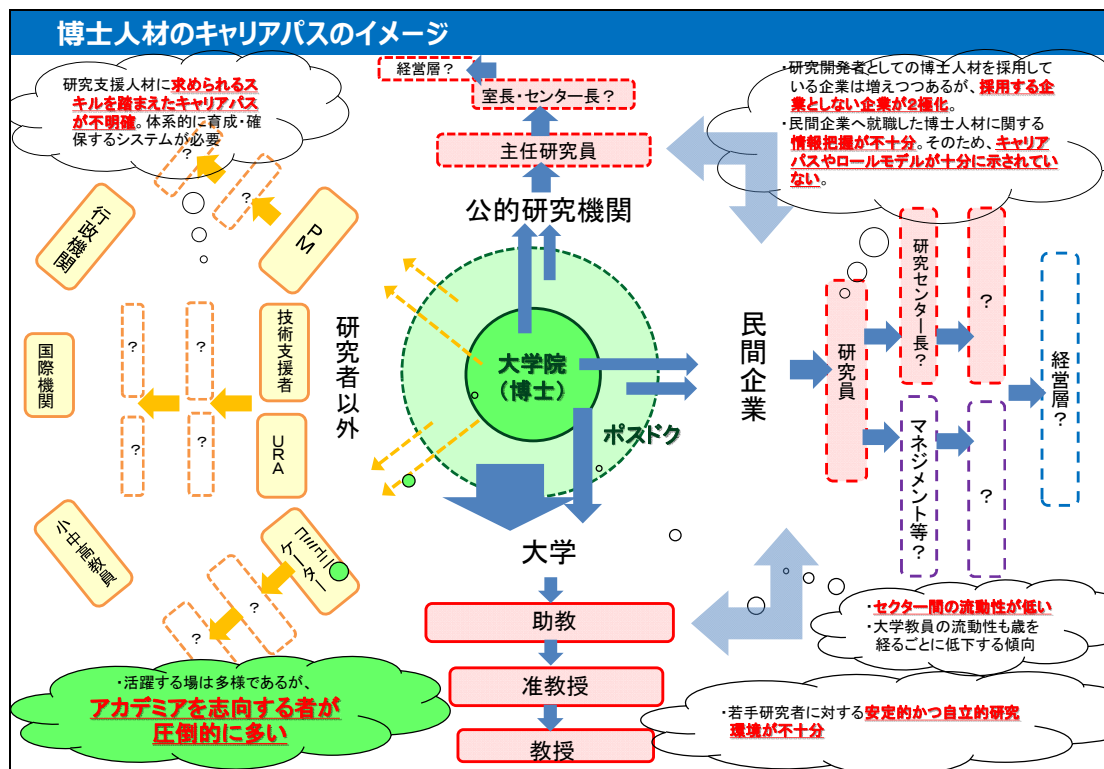 博士人材のキャリアパスのイメージ
研究支援人材に求められるス
キルを踏まえたキャリアパス
が不明確。体系的に育成・確
保するシステムが必要
経営層？
室長・センター長？
主任研究員
公的研究機関
・研究開発者としての博士人材を採用して
いる企業は増えつつあるが、採用する企
業としない企業が２極化。
・民間企業へ就職した博士人材に関する
情報把握が不十分。そのため、キャリア
パスやロールモデルが十分に示されてい
ない。
？
？
行政機関
PM
国際機関
？
？
技術支援者
？
？
URA
小中高教員
コミュニ
ケーター
？
？
研究者以外
大学院
（博士）
ポスドク
民間企業
研究員
研究センター長？
？
マネジメント等？
？
経営層？
大学
助教
准教授
教授
・セクター間の流動性が低い
・大学教員の流動性も歳を
経るごとに低下する傾向
・活躍する場は多様であるが、
アカデミアを志向する者が
圧倒的に多い
・若手研究者に対する安定的かつ自立的研究
環境が不十分